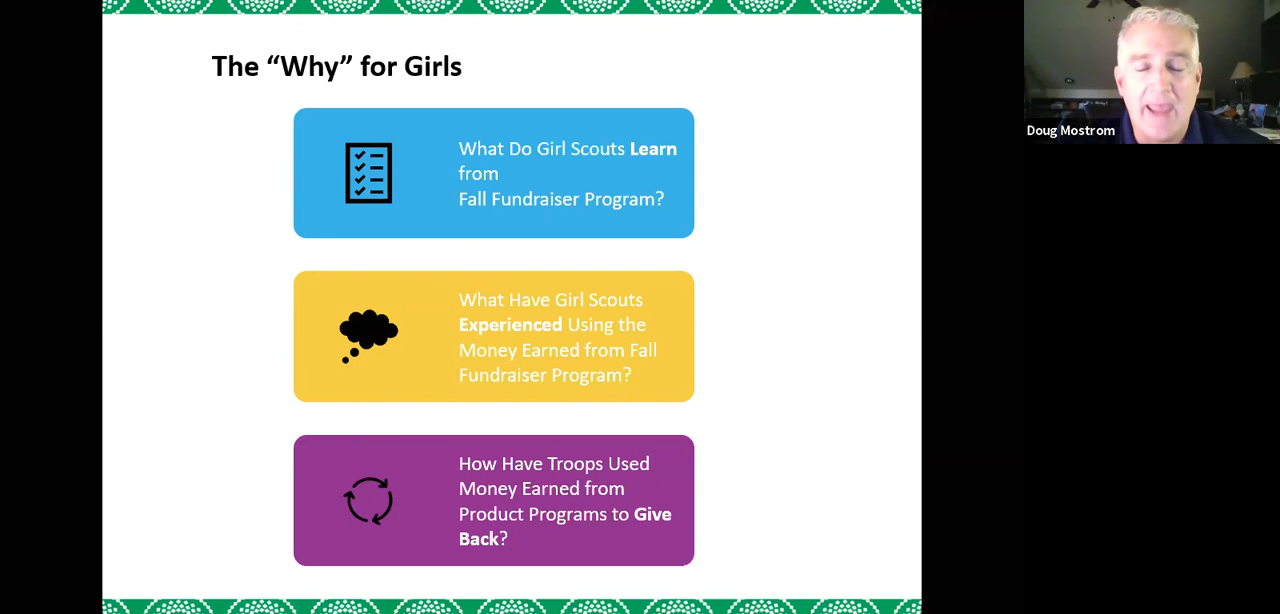 The “Why” for Girls
What Do Girl Scouts Learn
from
Fall Fundraiser Program?
What Have Girl Scouts
Experienced Using the
Money Earned from Fall
Fundraiser Program?
How Have Troops Used
Money Earned from
Product Programs to Give
Back?
Doug Mostrom